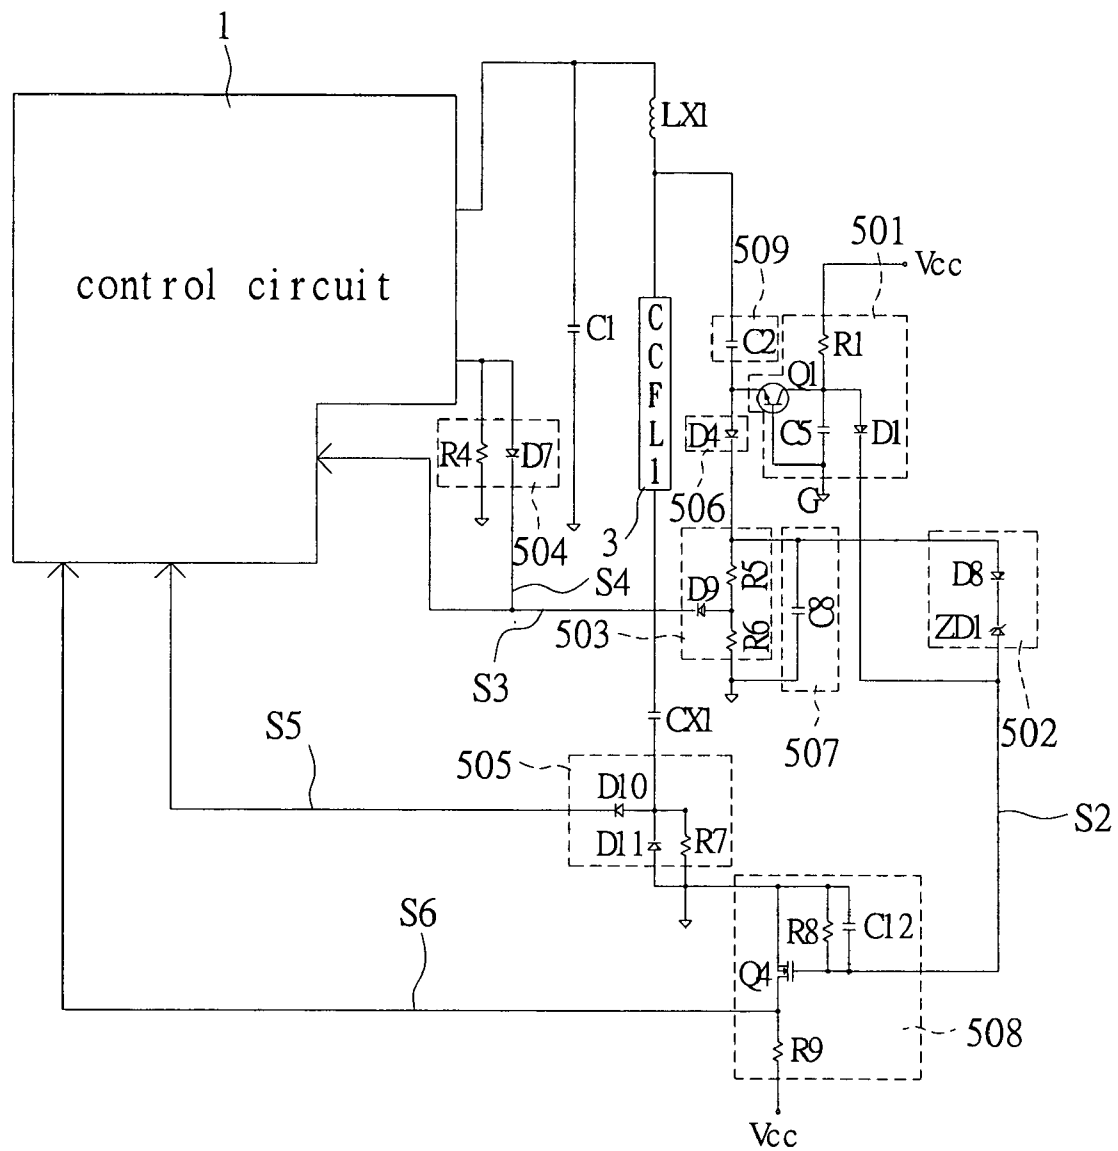 1
LX1
control circuit
509
501
Vcc
C1
CCFL1
C2
R1
Q1
D4
C5
D1
R4
D7
506
G
504
3
S4
D9
R5
C8
D8
503
R6
ZD1
S3
CX1
507
502
S5
505
D10
S2
D11
R7
S6
R8
C12
Q4
508
R9
Vcc